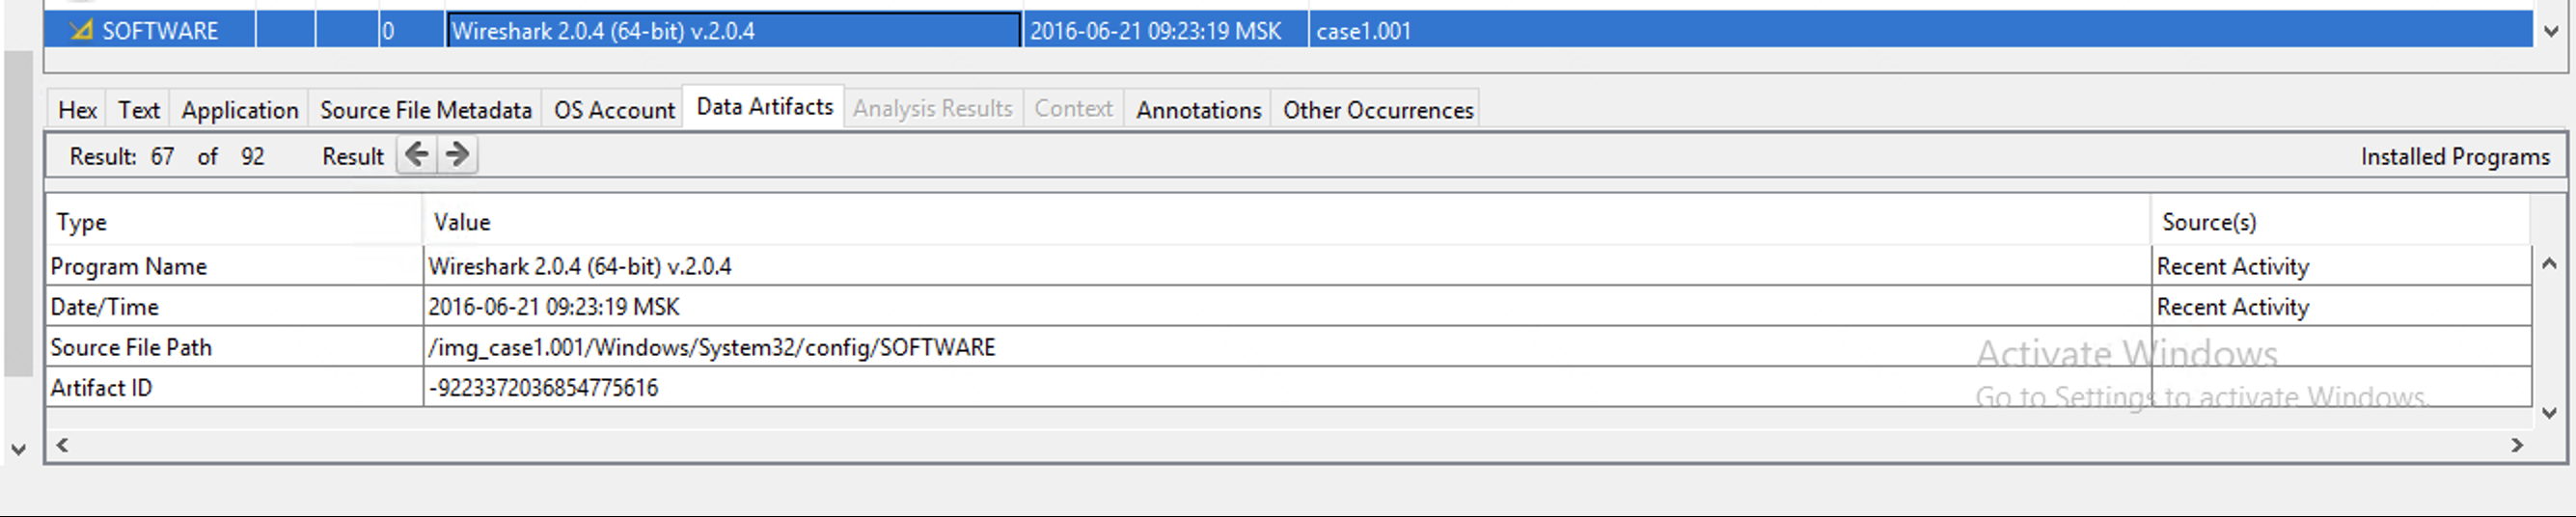 SOFTWARE 0 Wireshark 2.0.4 (64-bit) v.2.0.4 2016-06-21 09:23:19 MSK case1.001
Hex Text Application Source File Metadata OS Account Data Artifacts Analysis Results Context Annotations Other Occurrences
Result: 67 of 92 Result Installed Programs
Type Value Source(s)
Program Name Wireshark 2.0.4 (64-bit) v.2.0.4 Recent Activity
Date/Time 2016-06-21 09:23:19 MSK Recent Activity
Source File Path /img_case1.001/Windows/System32/config/SOFTWARE
Activate Windows
Artifact ID -9223372036854775616
Go to Settings to activate Windows.